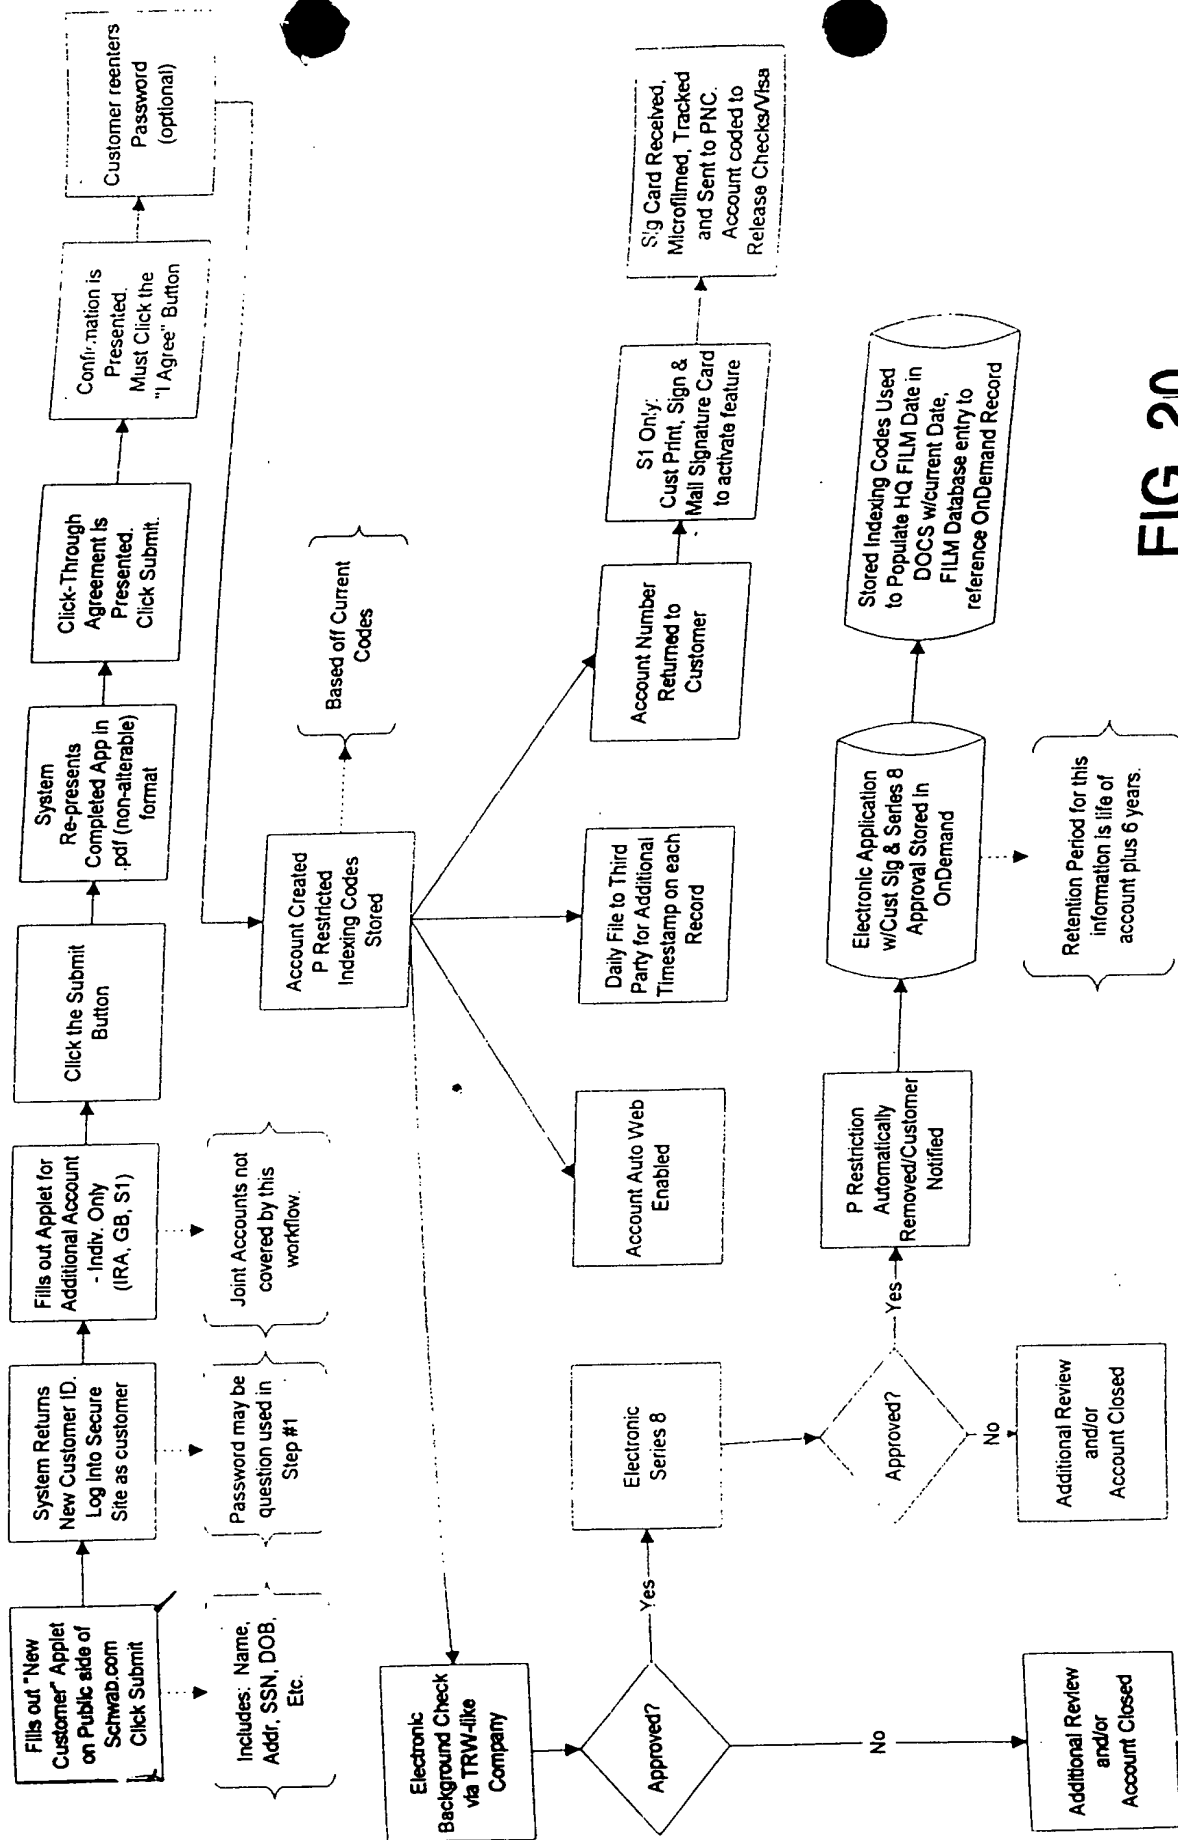 Fills out "New
Customer" Applet
on Public side of
Schwab.com
Click Submit
System Returns
New Customer ID.
Log Into Secure
Site as customer
Fills out Applet for
Additional Account
- Indiv. Only
(IRA, GB, S1)
Click the Submit
Button
System
Re-presents
Completed App in
.pdf (non-alterable)
format
Click-Through
Agreement is
Presented.
Click Submit.
Confirmation is
Presented.
Must Click the
"I Agree" Button
Customer reenters
Password
(optional)
Includes: Name,
Addr, SSN, DOB,
Etc.
Password may be
question used in
Step #1
Joint Accounts not
covered by this
workflow.
Account Created
P Restricted
Indexing Codes
Stored
Based off Current
Codes
Electronic
Background Check
via TRW-like
Company
Approved?
Yes
No
Additional Review
and/or
Account Closed
Electronic
Series 8
Approved?
Yes
No
Additional Review
and/or
Account Closed
Account Auto Web
Enabled
Daily File to Third
Party for Additional
Timestamp on each
Record
Account Number
Returned to
Customer
S1 Only:
Cust Print, Sign &
Mail Signature Card
to activate feature
Sig Card Received,
Microfilmed, Tracked
and Sent to PNC.
Account coded to
Release Checks/Visa
P Restriction
Automatically
Removed/Customer
Notified
Electronic Application
w/Cust Sig & Series 8
Approval Stored in
OnDemand
Stored Indexing Codes Used
to Populate HQ FILM Date in
DOCS w/current Date,
FILM Database entry to
reference OnDemand Record
Retention Period for this
information is life of
account plus 6 years.
FIG 20